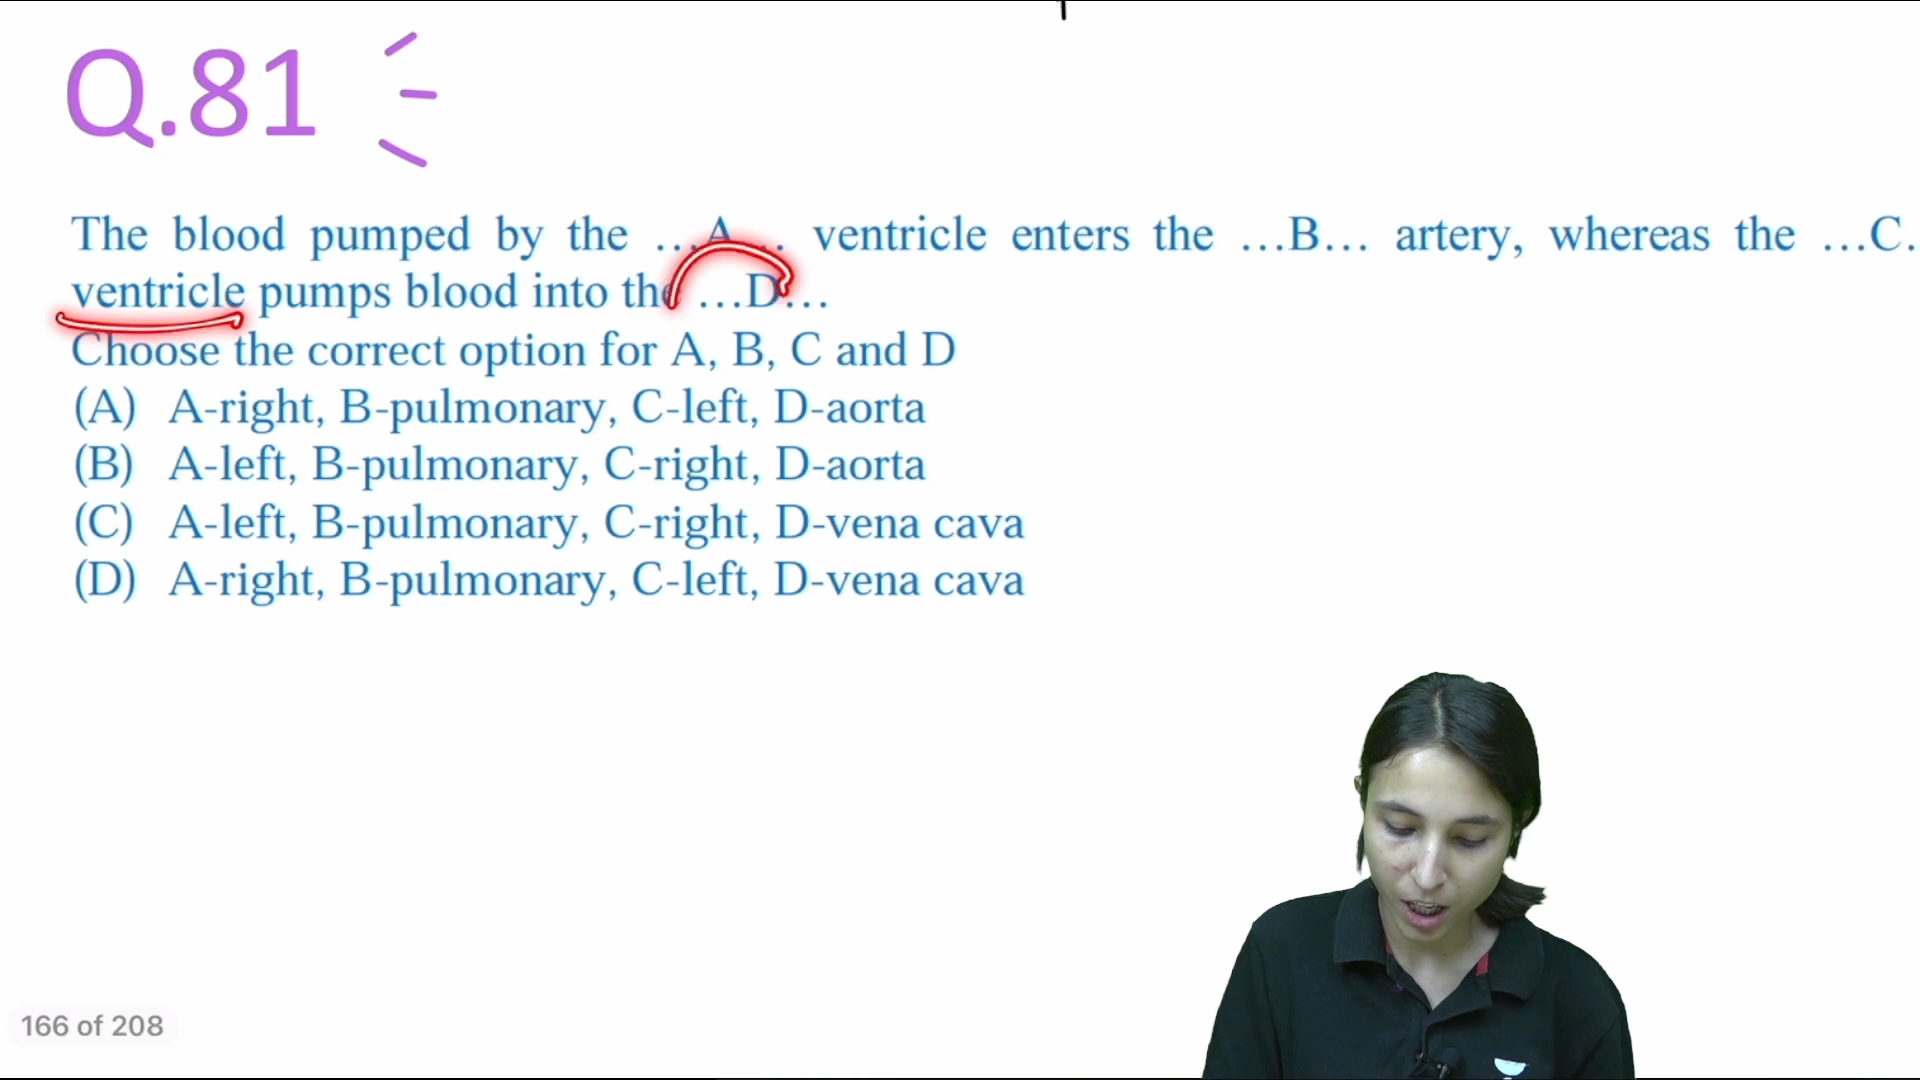 Q.81
The blood pumped by the ...A... ventricle enters the ...B... artery, whereas the ...C.
ventricle pumps blood into the ...D...
Choose the correct option for A, B, C and D
(A) A-right, B-pulmonary, C-left, D-aorta
(B) A-left, B-pulmonary, C-right, D-aorta
(C) A-left, B-pulmonary, C-right, D-vena cava
(D) A-right, B-pulmonary, C-left, D-vena cava
166 of 208